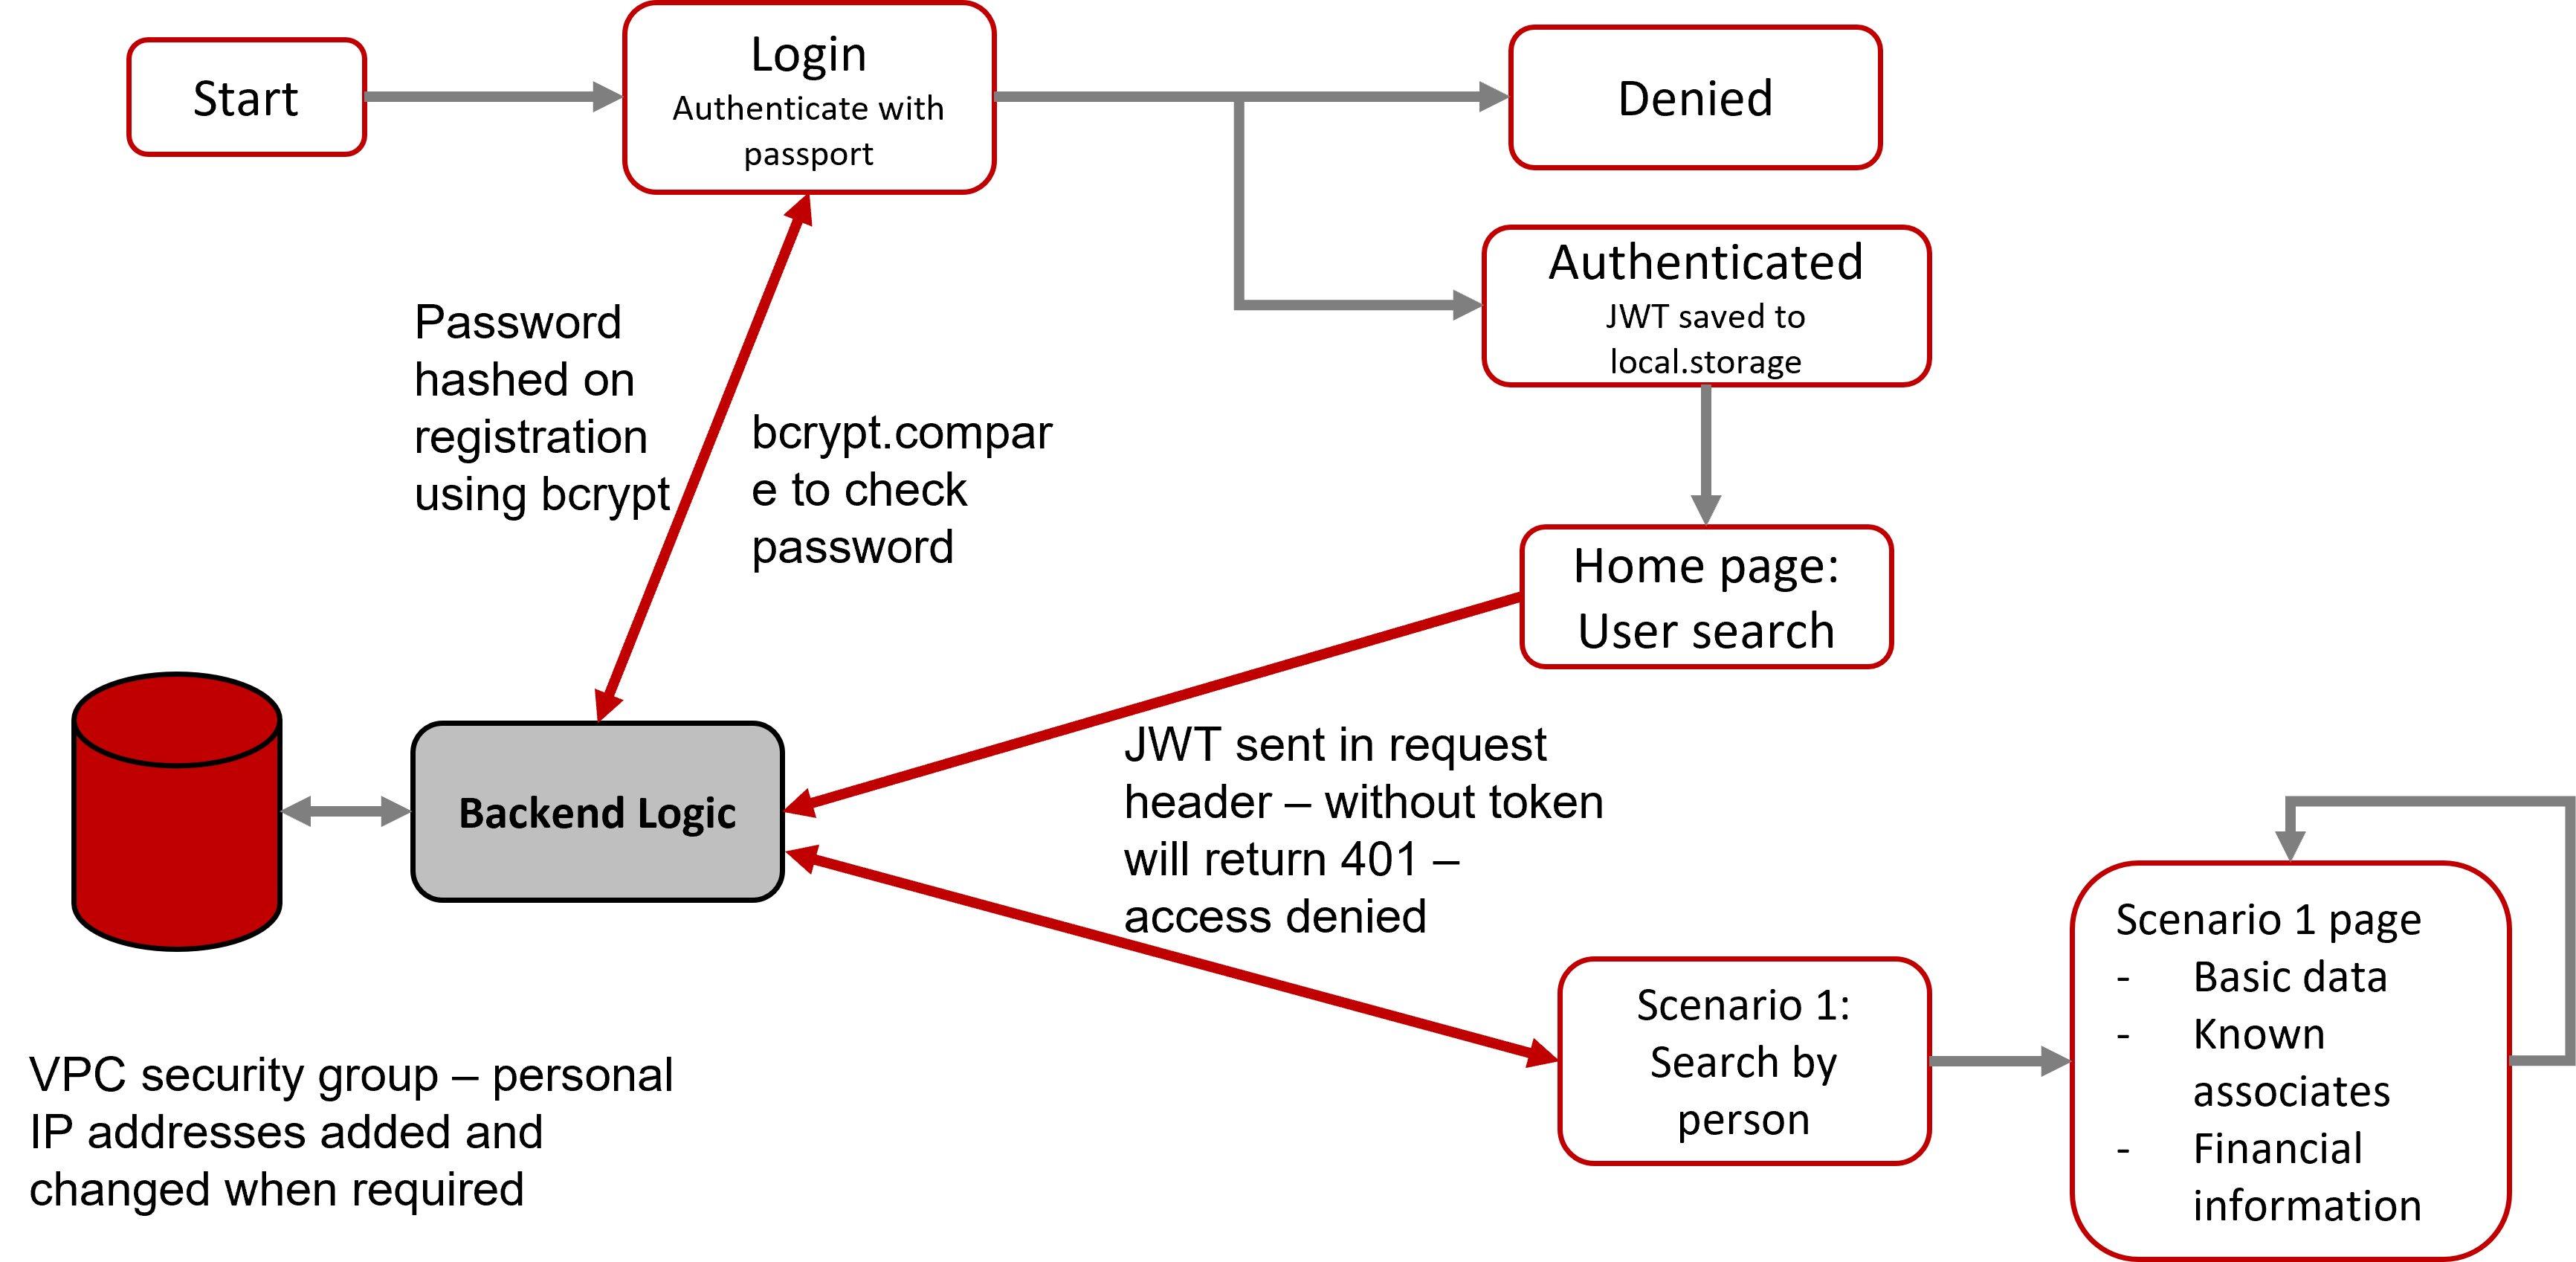 Start
Login
Authenticate with
passport
Denied
Authenticated
JWT saved to
local.storage
Password
hashed on
registration
using bcrypt
bcrypt.compar
e to check
password
Home page:
User search
Backend Logic
JWT sent in request
header – without token
will return 401 –
access denied
Scenario 1:
Search by
person
Scenario 1 page
- Basic data
- Known
associates
- Financial
information
VPC security group – personal
IP addresses added and
changed when required